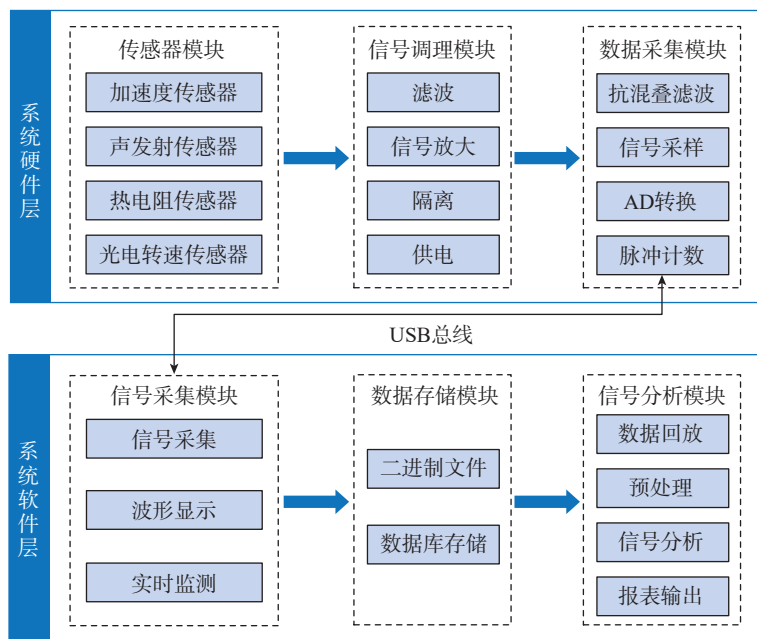 系统硬件层
传感器模块
加速度传感器
声发射传感器
热电阻传感器
光电转速传感器
信号调理模块
滤波
信号放大
隔离
供电
数据采集模块
抗混叠滤波
信号采样
AD转换
脉冲计数
USB总线
系统软件层
信号采集模块
信号采集
波形显示
实时监测
数据存储模块
二进制文件
数据库存储
信号分析模块
数据回放
预处理
信号分析
报表输出